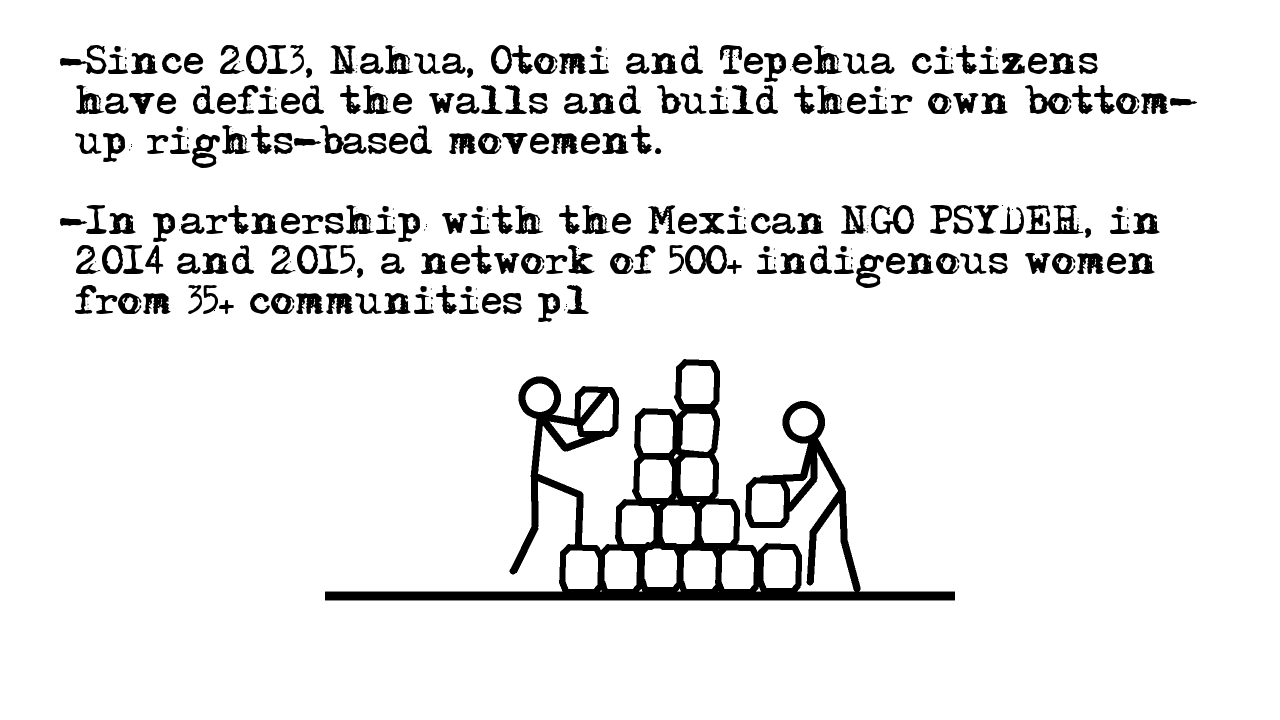 -Since 2013, Nahua, Otomi and Tepehua citizens
have defied the walls and build their own bottom-
up rights-based movement.
-In partnership with the Mexican NGO PSYDEH, in
2014 and 2015, a network of 500+ indigenous women
from 35+ communities pl